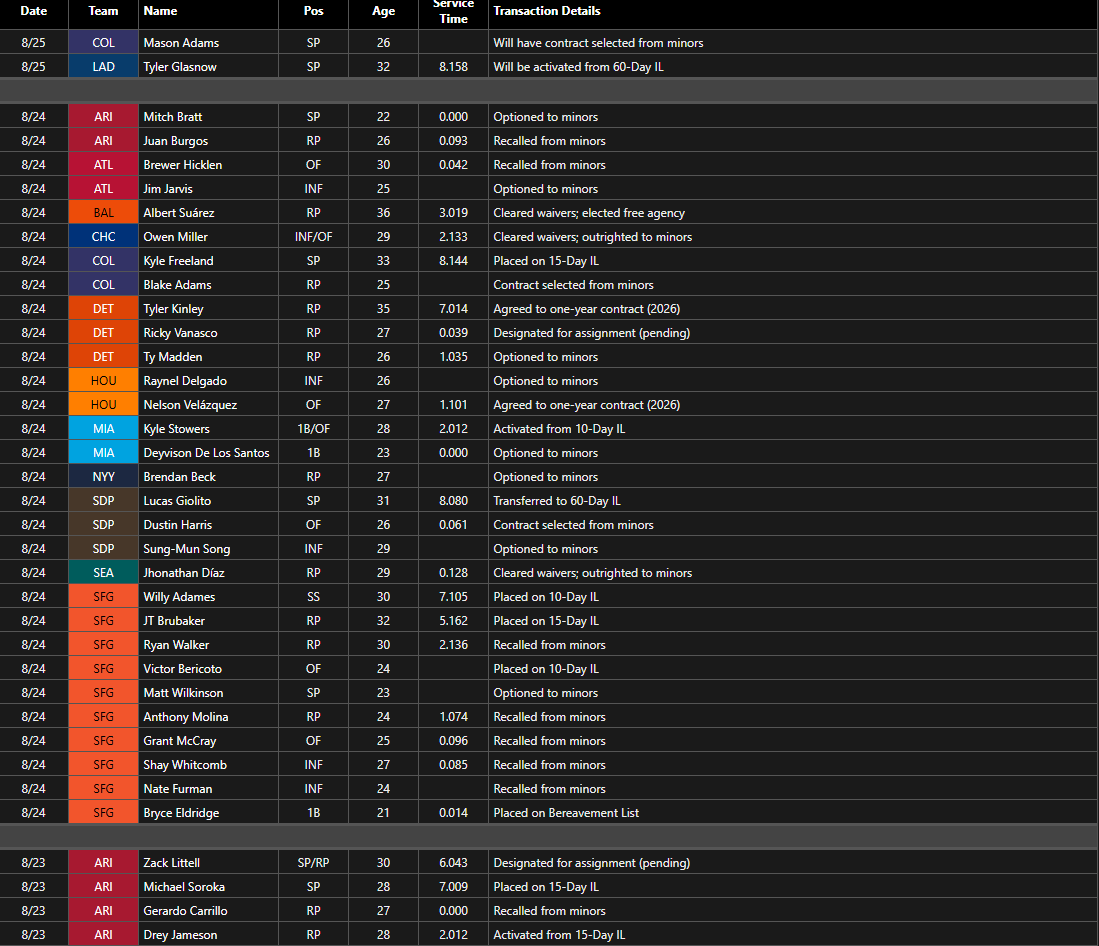 Date Team Name Pos Age Service Time Transaction Details
8/25 COL Mason Adams SP 26 Will have contract selected from minors
8/25 LAD Tyler Glasnow SP 32 8.158 Will be activated from 60-Day IL
8/24 ARI Mitch Bratt SP 22 0.000 Optioned to minors
8/24 ARI Juan Burgos RP 26 0.093 Recalled from minors
8/24 ATL Brewer Hicklen OF 30 0.042 Recalled from minors
8/24 ATL Jim Jarvis INF 25 Optioned to minors
8/24 BAL Albert Suárez RP 36 3.019 Cleared waivers; elected free agency
8/24 CHC Owen Miller INF/OF 29 2.133 Cleared waivers; outrighted to minors
8/24 COL Kyle Freeland SP 33 8.144 Placed on 15-Day IL
8/24 COL Blake Adams RP 25 Contract selected from minors
8/24 DET Tyler Kinley RP 35 7.014 Agreed to one-year contract (2026)
8/24 DET Ricky Vanasco RP 27 0.039 Designated for assignment (pending)
8/24 DET Ty Madden RP 26 1.035 Optioned to minors
8/24 HOU Raynel Delgado INF 26 Optioned to minors
8/24 HOU Nelson Velázquez OF 27 1.101 Agreed to one-year contract (2026)
8/24 MIA Kyle Stowers 1B/OF 28 2.012 Activated from 10-Day IL
8/24 MIA Deyvison De Los Santos 1B 23 0.000 Optioned to minors
8/24 NYY Brendan Beck RP 27 Optioned to minors
8/24 SDP Lucas Giolito SP 31 8.080 Transferred to 60-Day IL
8/24 SDP Dustin Harris OF 26 0.061 Contract selected from minors
8/24 SDP Sung-Mun Song INF 29 Optioned to minors
8/24 SEA Jhonathan Díaz RP 29 0.128 Cleared waivers; outrighted to minors
8/24 SFG Willy Adames SS 30 7.105 Placed on 10-Day IL
8/24 SFG JT Brubaker RP 32 5.162 Placed on 15-Day IL
8/24 SFG Ryan Walker RP 30 2.136 Recalled from minors
8/24 SFG Victor Bericoto OF 24 Placed on 10-Day IL
8/24 SFG Matt Wilkinson SP 23 Optioned to minors
8/24 SFG Anthony Molina RP 24 1.074 Recalled from minors
8/24 SFG Grant McCray OF 25 0.096 Recalled from minors
8/24 SFG Shay Whitcomb INF 27 0.085 Recalled from minors
8/24 SFG Nate Furman INF 24 Recalled from minors
8/24 SFG Bryce Eldridge 1B 21 0.014 Placed on Bereavement List
8/23 ARI Zack Littell SP/RP 30 6.043 Designated for assignment (pending)
8/23 ARI Michael Soroka SP 28 7.009 Placed on 15-Day IL
8/23 ARI Gerardo Carrillo RP 27 0.000 Recalled from minors
8/23 ARI Drey Jameson RP 28 2.012 Activated from 15-Day IL